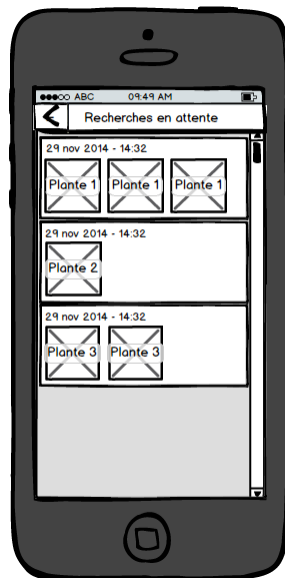 ABC 09:49 AM
Recherches en attente
29 nov 2014 - 14:32
Plante 1 Plante 1 Plante 1
29 nov 2014 - 14:32
Plante 2
29 nov 2014 - 14:32
Plante 3 Plante 3